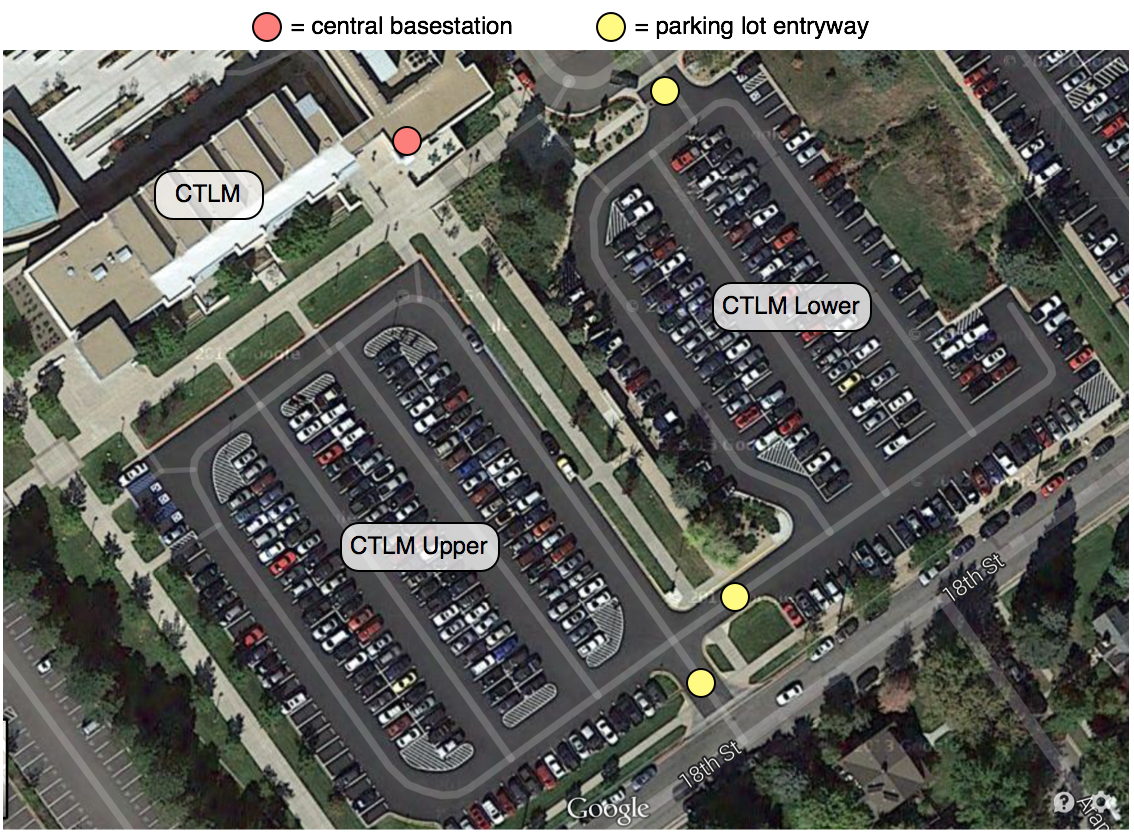 = central basestation
= parking lot entryway
CTLM
CTLM Lower
CTLM Upper
18th St
18th St
Google